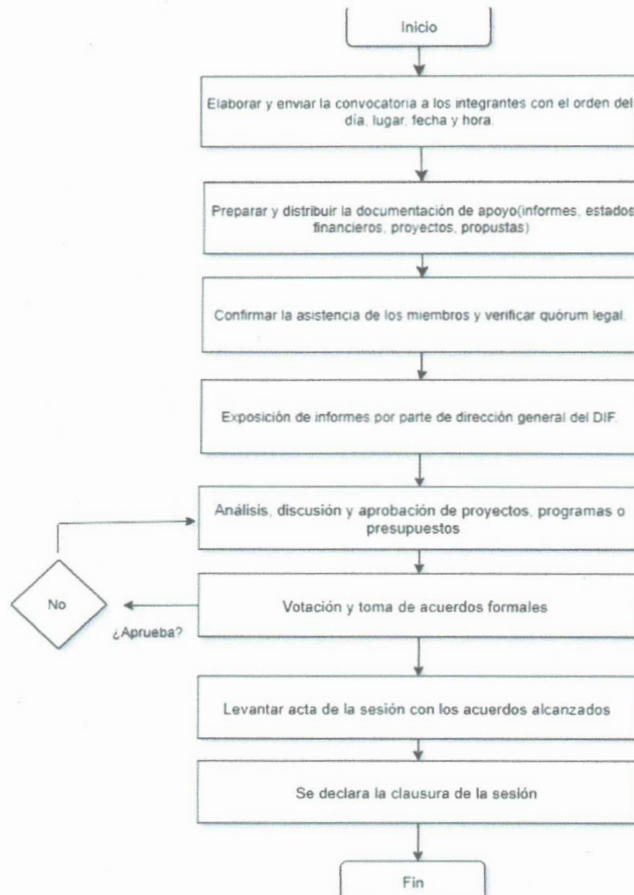 Inicio
Elaborar y enviar la convocatoria a los integrantes con el orden del
día, lugar, fecha y hora.
Preparar y distribuir la documentación de apoyo(informes, estados
financieros, proyectos, propustas)
Confirmar la asistencia de los miembros y verificar quórum legal.
Exposición de informes por parte de dirección general del DIF.
Análisis, discusión y aprobación de proyectos, programas o
presupuestos
No
¿Aprueba?
Votación y toma de acuerdos formales
Levantar acta de la sesión con los acuerdos alcanzados
Se declara la clausura de la sesión
Fin